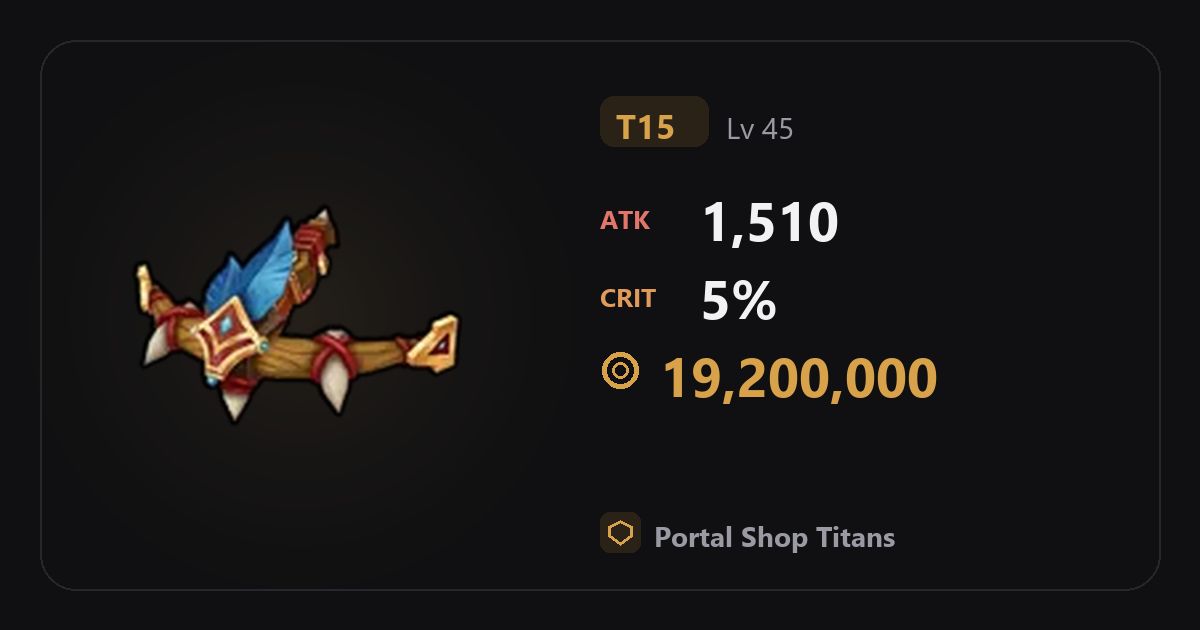 T15 Lv 45
ATK 1,510
CRIT 5%
19,200,000
Portal Shop Titans